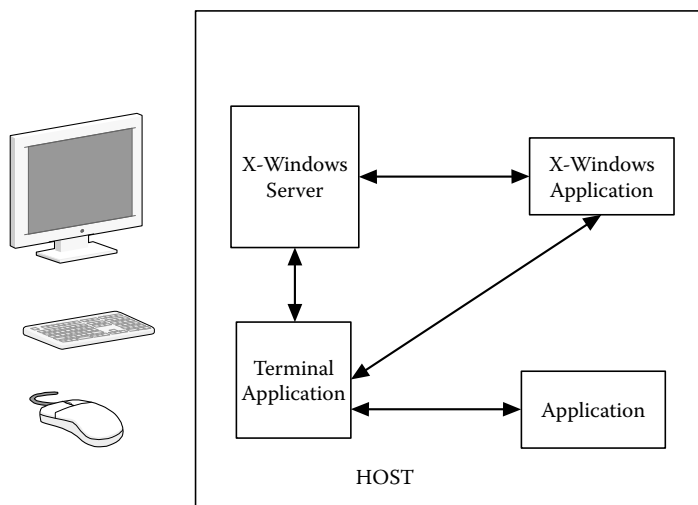 X-Windows
Server
X-Windows
Application
Terminal
Application
Application
HOST